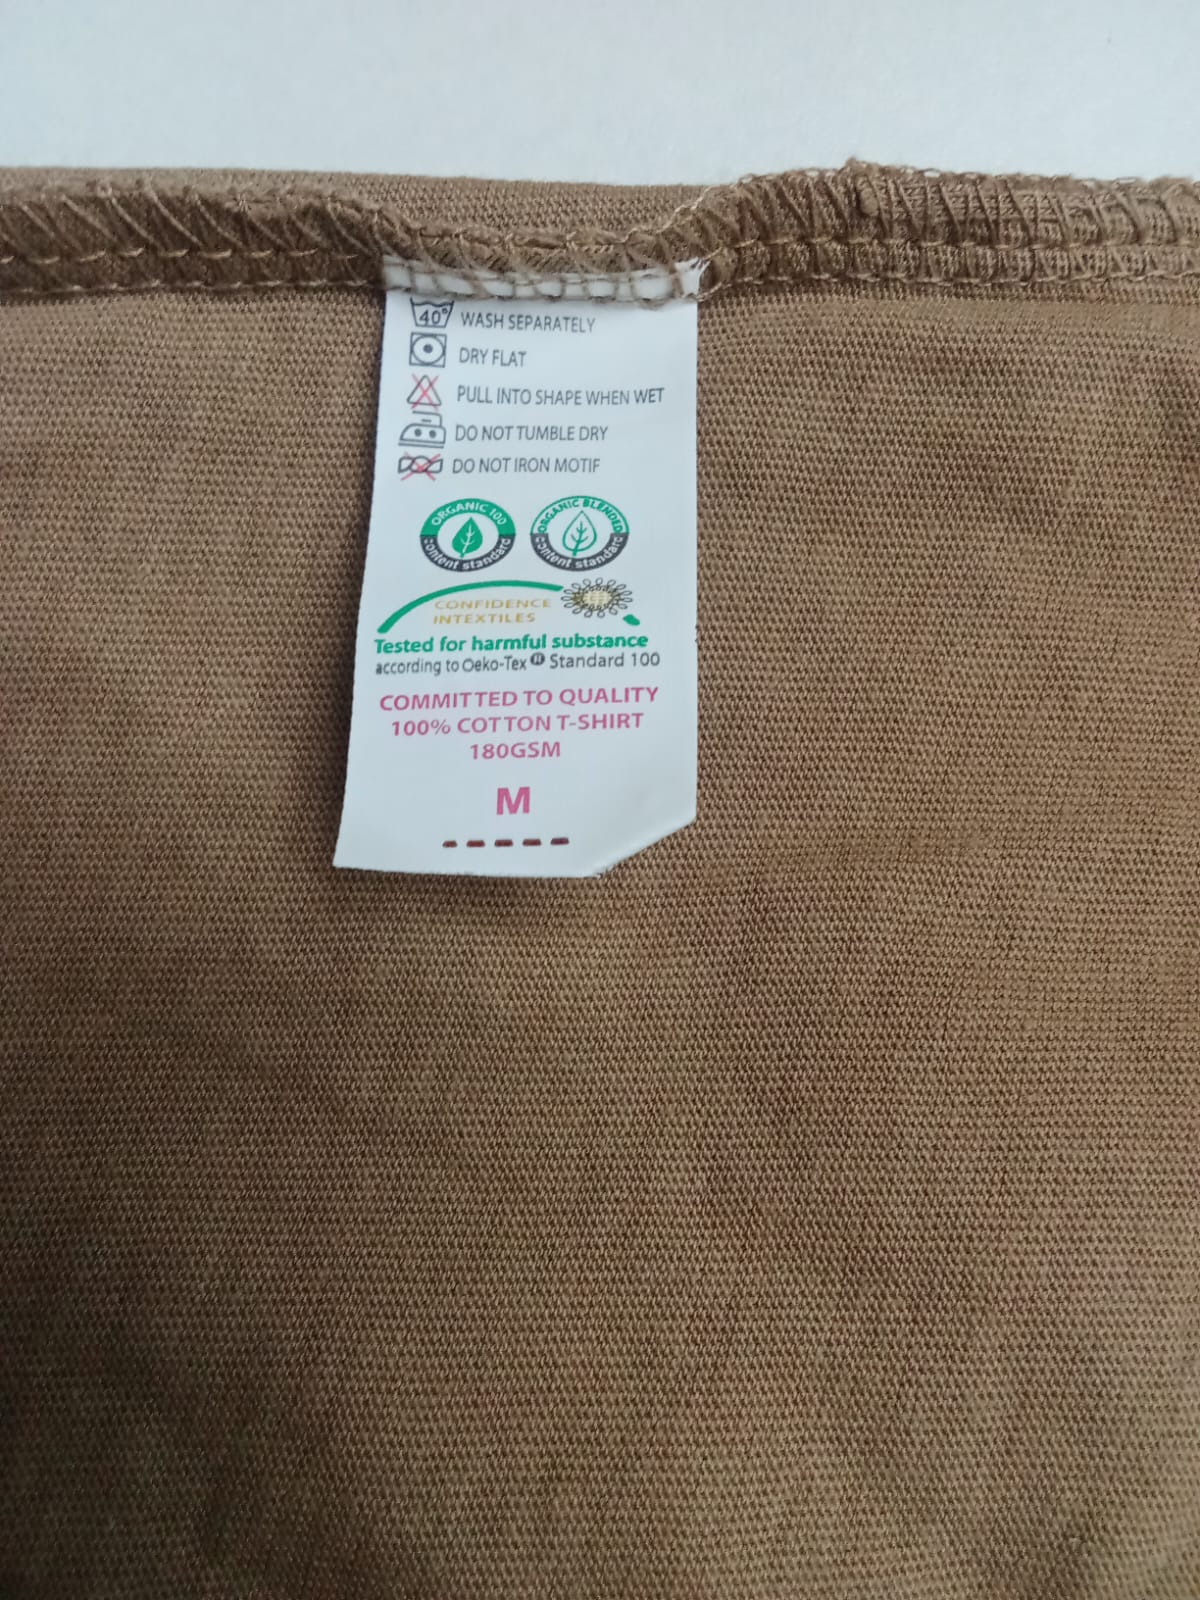 40° WASH SEPARATELY
DRY FLAT
PULL INTO SHAPE WHEN WET
DO NOT TUMBLE DRY
DO NOT IRON MOTIF
ORGANIC 100 content standard
ORGANIC BLENDED content standard
CONFIDENCE
INTEXTILES
Tested for harmful substance
according to Oeko-Tex ® Standard 100
COMMITTED TO QUALITY
100% COTTON T-SHIRT
180GSM
M